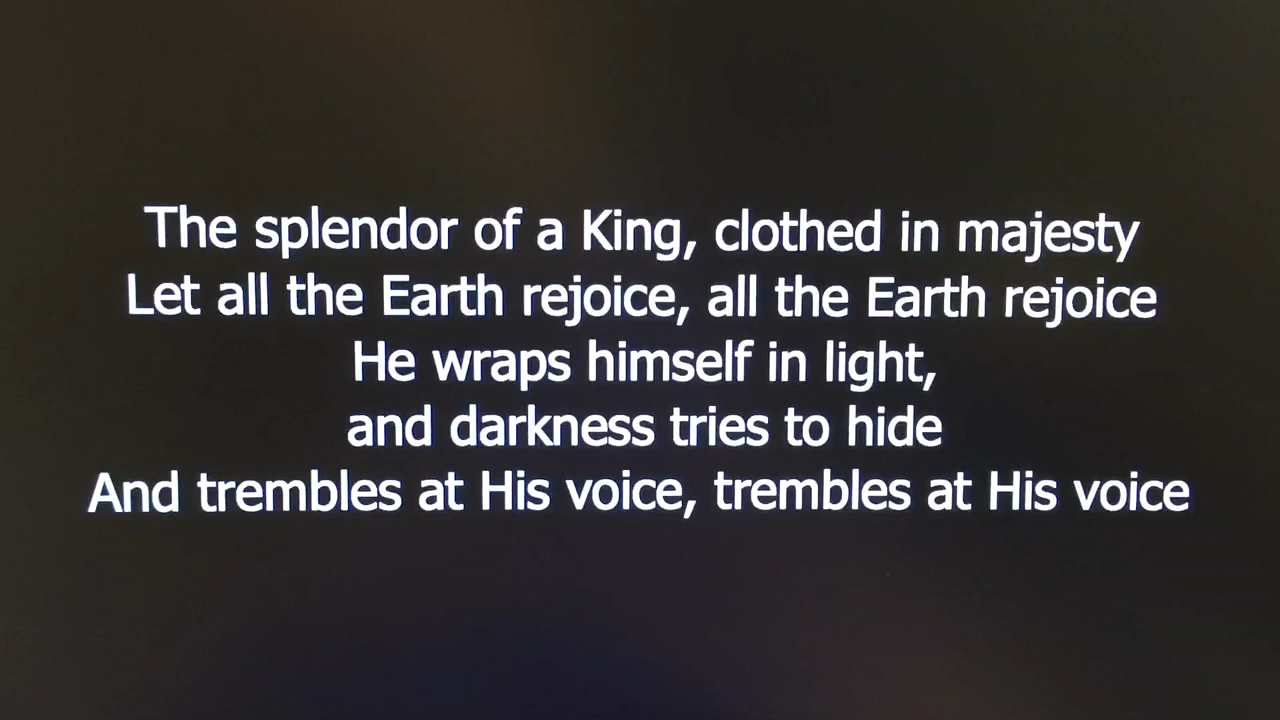 The splendor of a King, clothed in majesty
Let all the Earth rejoice, all the Earth rejoice
He wraps himself in light,
and darkness tries to hide
And trembles at His voice, trembles at His voice